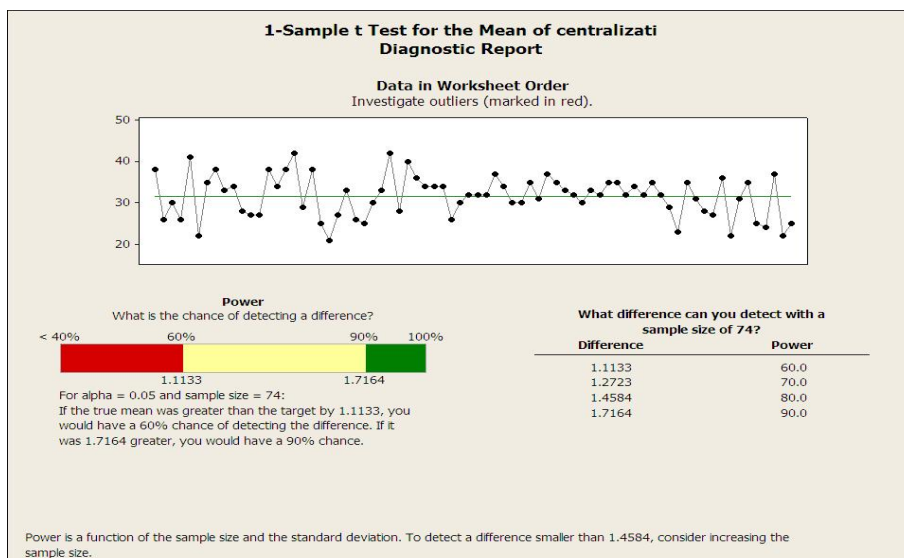 1-Sample t Test for the Mean of centralizati
Diagnostic Report
Data in Worksheet Order
Investigate outliers (marked in red).
50
40
30
20
Power
What is the chance of detecting a difference?
< 40% 60% 90% 100%
1.1133 1.7164
For alpha = 0.05 and sample size = 74:
If the true mean was greater than the target by 1.1133, you
would have a 60% chance of detecting the difference. If it
was 1.7164 greater, you would have a 90% chance.
What difference can you detect with a
sample size of 74?
Difference Power
1.1133 60.0
1.2723 70.0
1.4584 80.0
1.7164 90.0
Power is a function of the sample size and the standard deviation. To detect a difference smaller than 1.4584, consider increasing the
sample size.